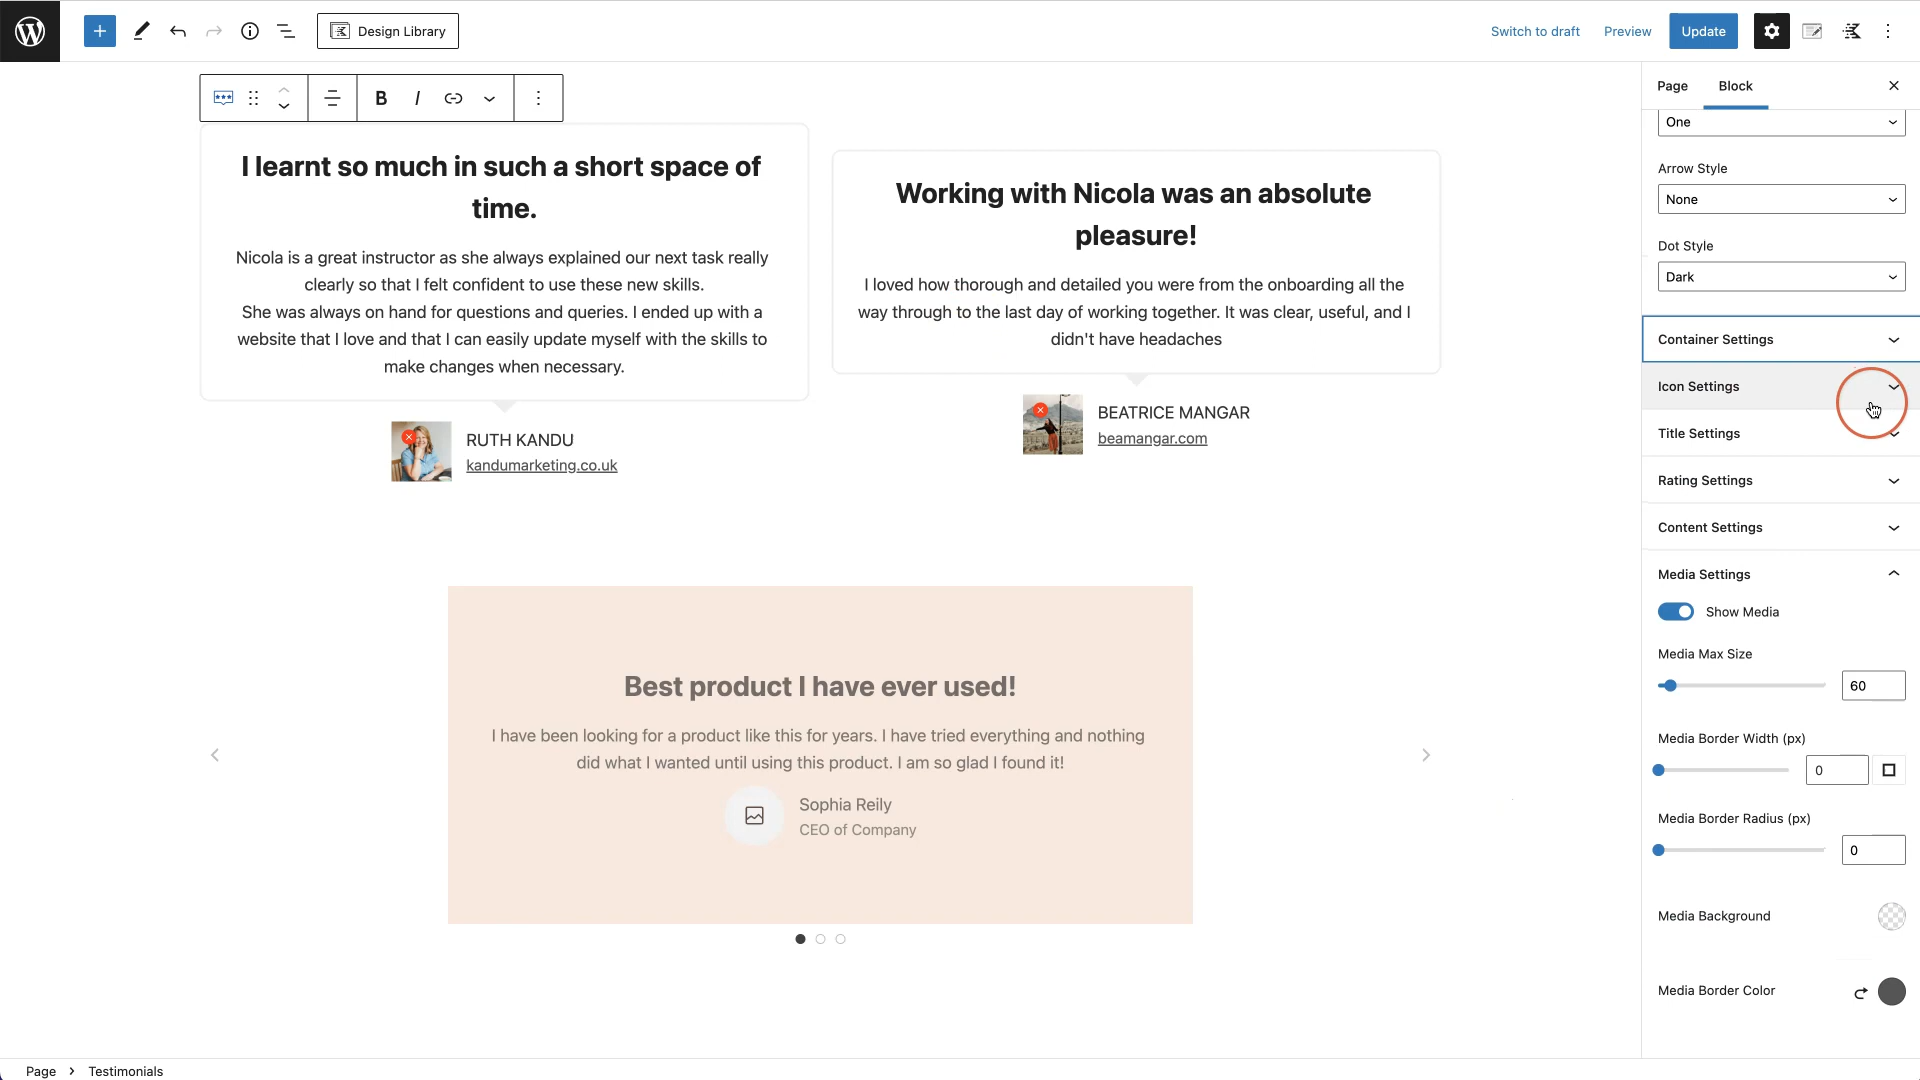 Design Library
Switch to draft
Preview
Update
Page
Block
B I
I learnt so much in such a short space of
time.
Nicola is a great instructor as she always explained our next task really
clearly so that I felt confident to use these new skills.
She was always on hand for questions and queries. I ended up with a
website that I love and that I can easily update myself with the skills to
make changes when necessary.
RUTH KANDU
kandumarketing.co.uk
Working with Nicola was an absolute
pleasure!
I loved how thorough and detailed you were from the onboarding all the
way through to the last day of working together. It was clear, useful, and I
didn't have headaches
BEATRICE MANGAR
beamangar.com
Best product I have ever used!
I have been looking for a product like this for years. I have tried everything and nothing
did what I wanted until using this product. I am so glad I found it!
Sophia Reily
CEO of Company
One
Arrow Style
None
Dot Style
Dark
Container Settings
Icon Settings
Title Settings
Rating Settings
Content Settings
Media Settings
Show Media
Media Max Size
60
Media Border Width (px)
0
Media Border Radius (px)
0
Media Background
Media Border Color
Page
Testimonials